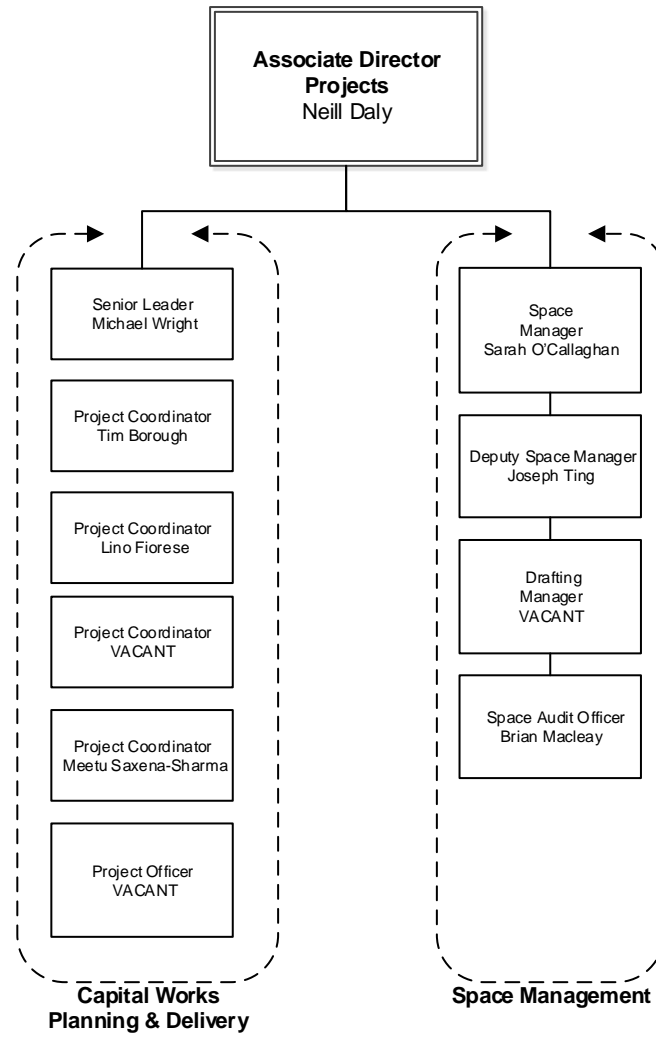 Associate Director
Projects
Neill Daly
Senior Leader
Michael Wright
Project Coordinator
Tim Borough
Project Coordinator
Lino Fiorese
Project Coordinator
VACANT
Project Coordinator
Meetu Saxena-Sharma
Project Officer
VACANT
Capital Works
Planning & Delivery
Space
Manager
Sarah O'Callaghan
Deputy Space Manager
Joseph Ting
Drafting
Manager
VACANT
Space Audit Officer
Brian Macleay
Space Management